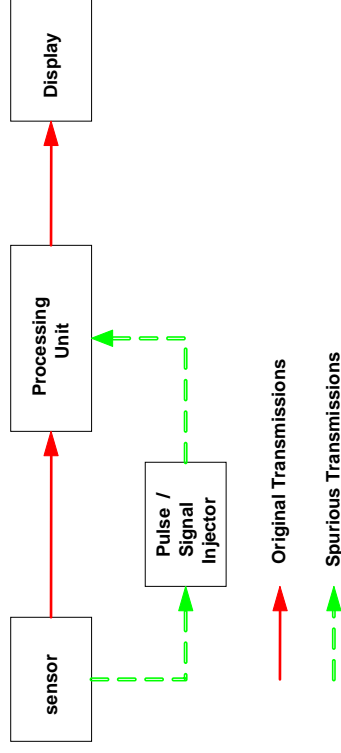 sensor
Processing
Unit
Display
Pulse /
Signal
Injector
Original Transmissions
Spurious Transmissions